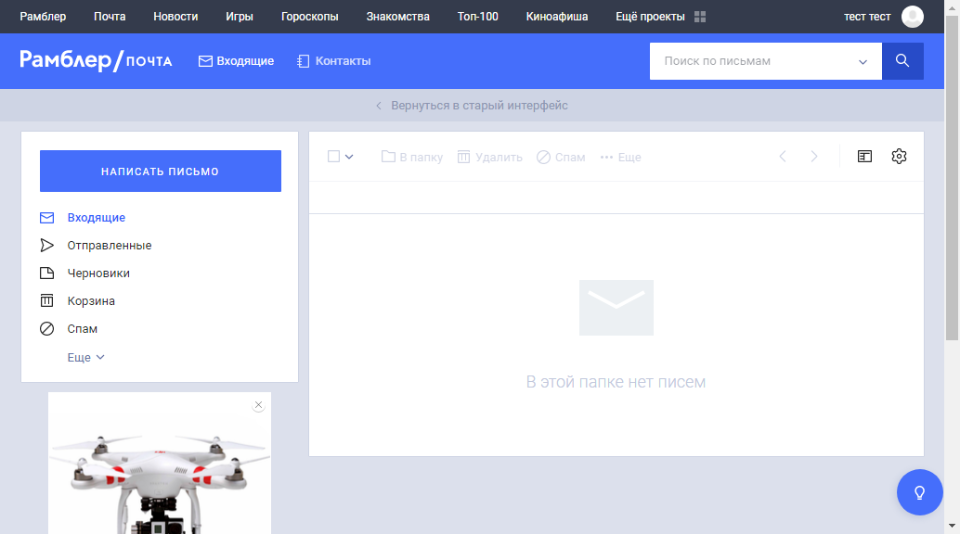 Рамблер Почта Новости Игры Гороскопы Знакомства Топ-100 Киноафиша Ещё проекты тест тест
Рамблер/почта Входящие Контакты Поиск по письмам
Вернуться в старый интерфейс
НАПИСАТЬ ПИСЬМО
Входящие
Отправленные
Черновики
Корзина
Спам
Еще
В папку Удалить Спам Еще
В этой папке нет писем